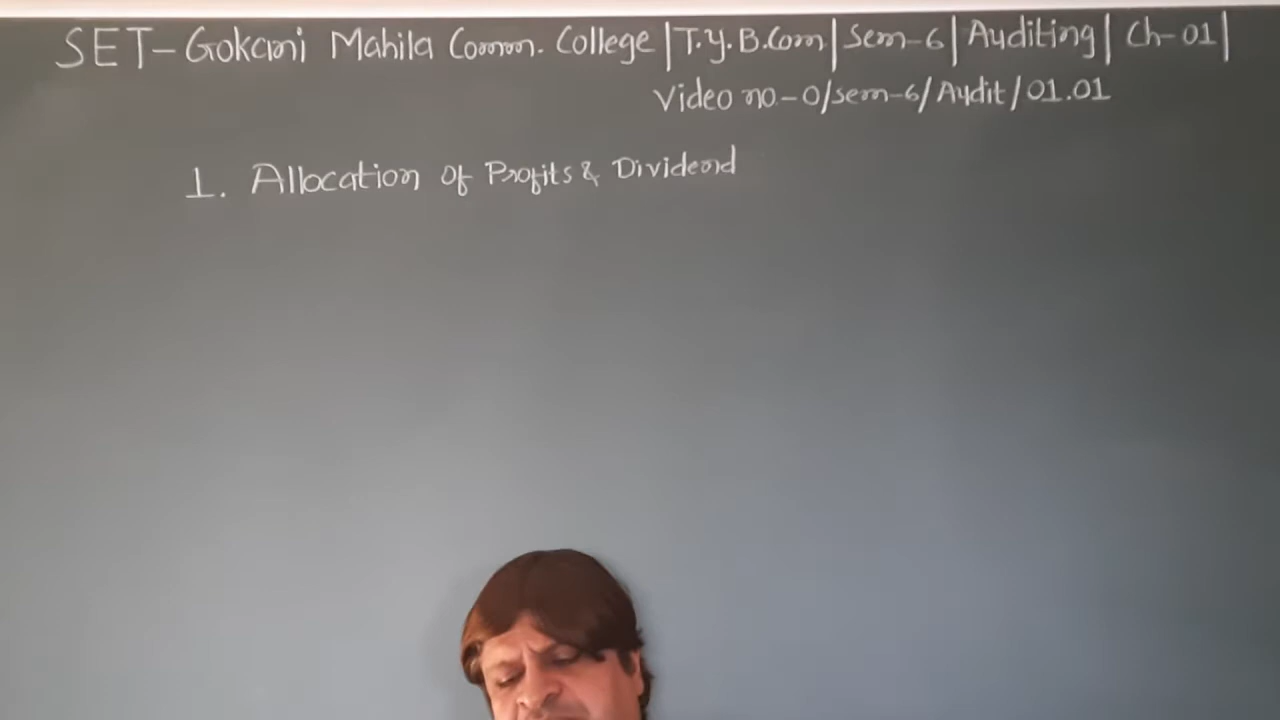 SET-Gokani Mahila Comm. College | T.Y.B.Com | Sem-6 | Auditing | Ch-01 |
Video no.-0/sem-6/Audit/01.01
1. Allocation of Profits & Dividend